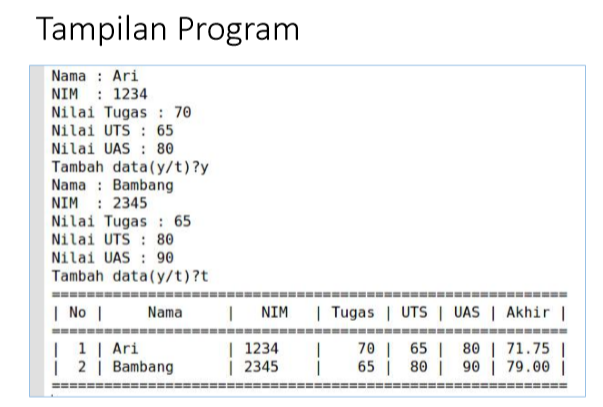 Tampilan Program
Nama : Ari
NIM  : 1234
Nilai Tugas : 70
Nilai UTS : 65
Nilai UAS : 80
Tambah data(y/t)?y
Nama : Bambang
NIM  : 2345
Nilai Tugas : 65
Nilai UTS : 80
Nilai UAS : 90
Tambah data(y/t)?t
==========================================================
| No |     Nama     |   NIM   | Tugas | UTS | UAS | Akhir |
==========================================================
|  1 | Ari          | 1234    |    70 |  65 |  80 | 71.75 |
|  2 | Bambang      | 2345    |    65 |  80 |  90 | 79.00 |
==========================================================